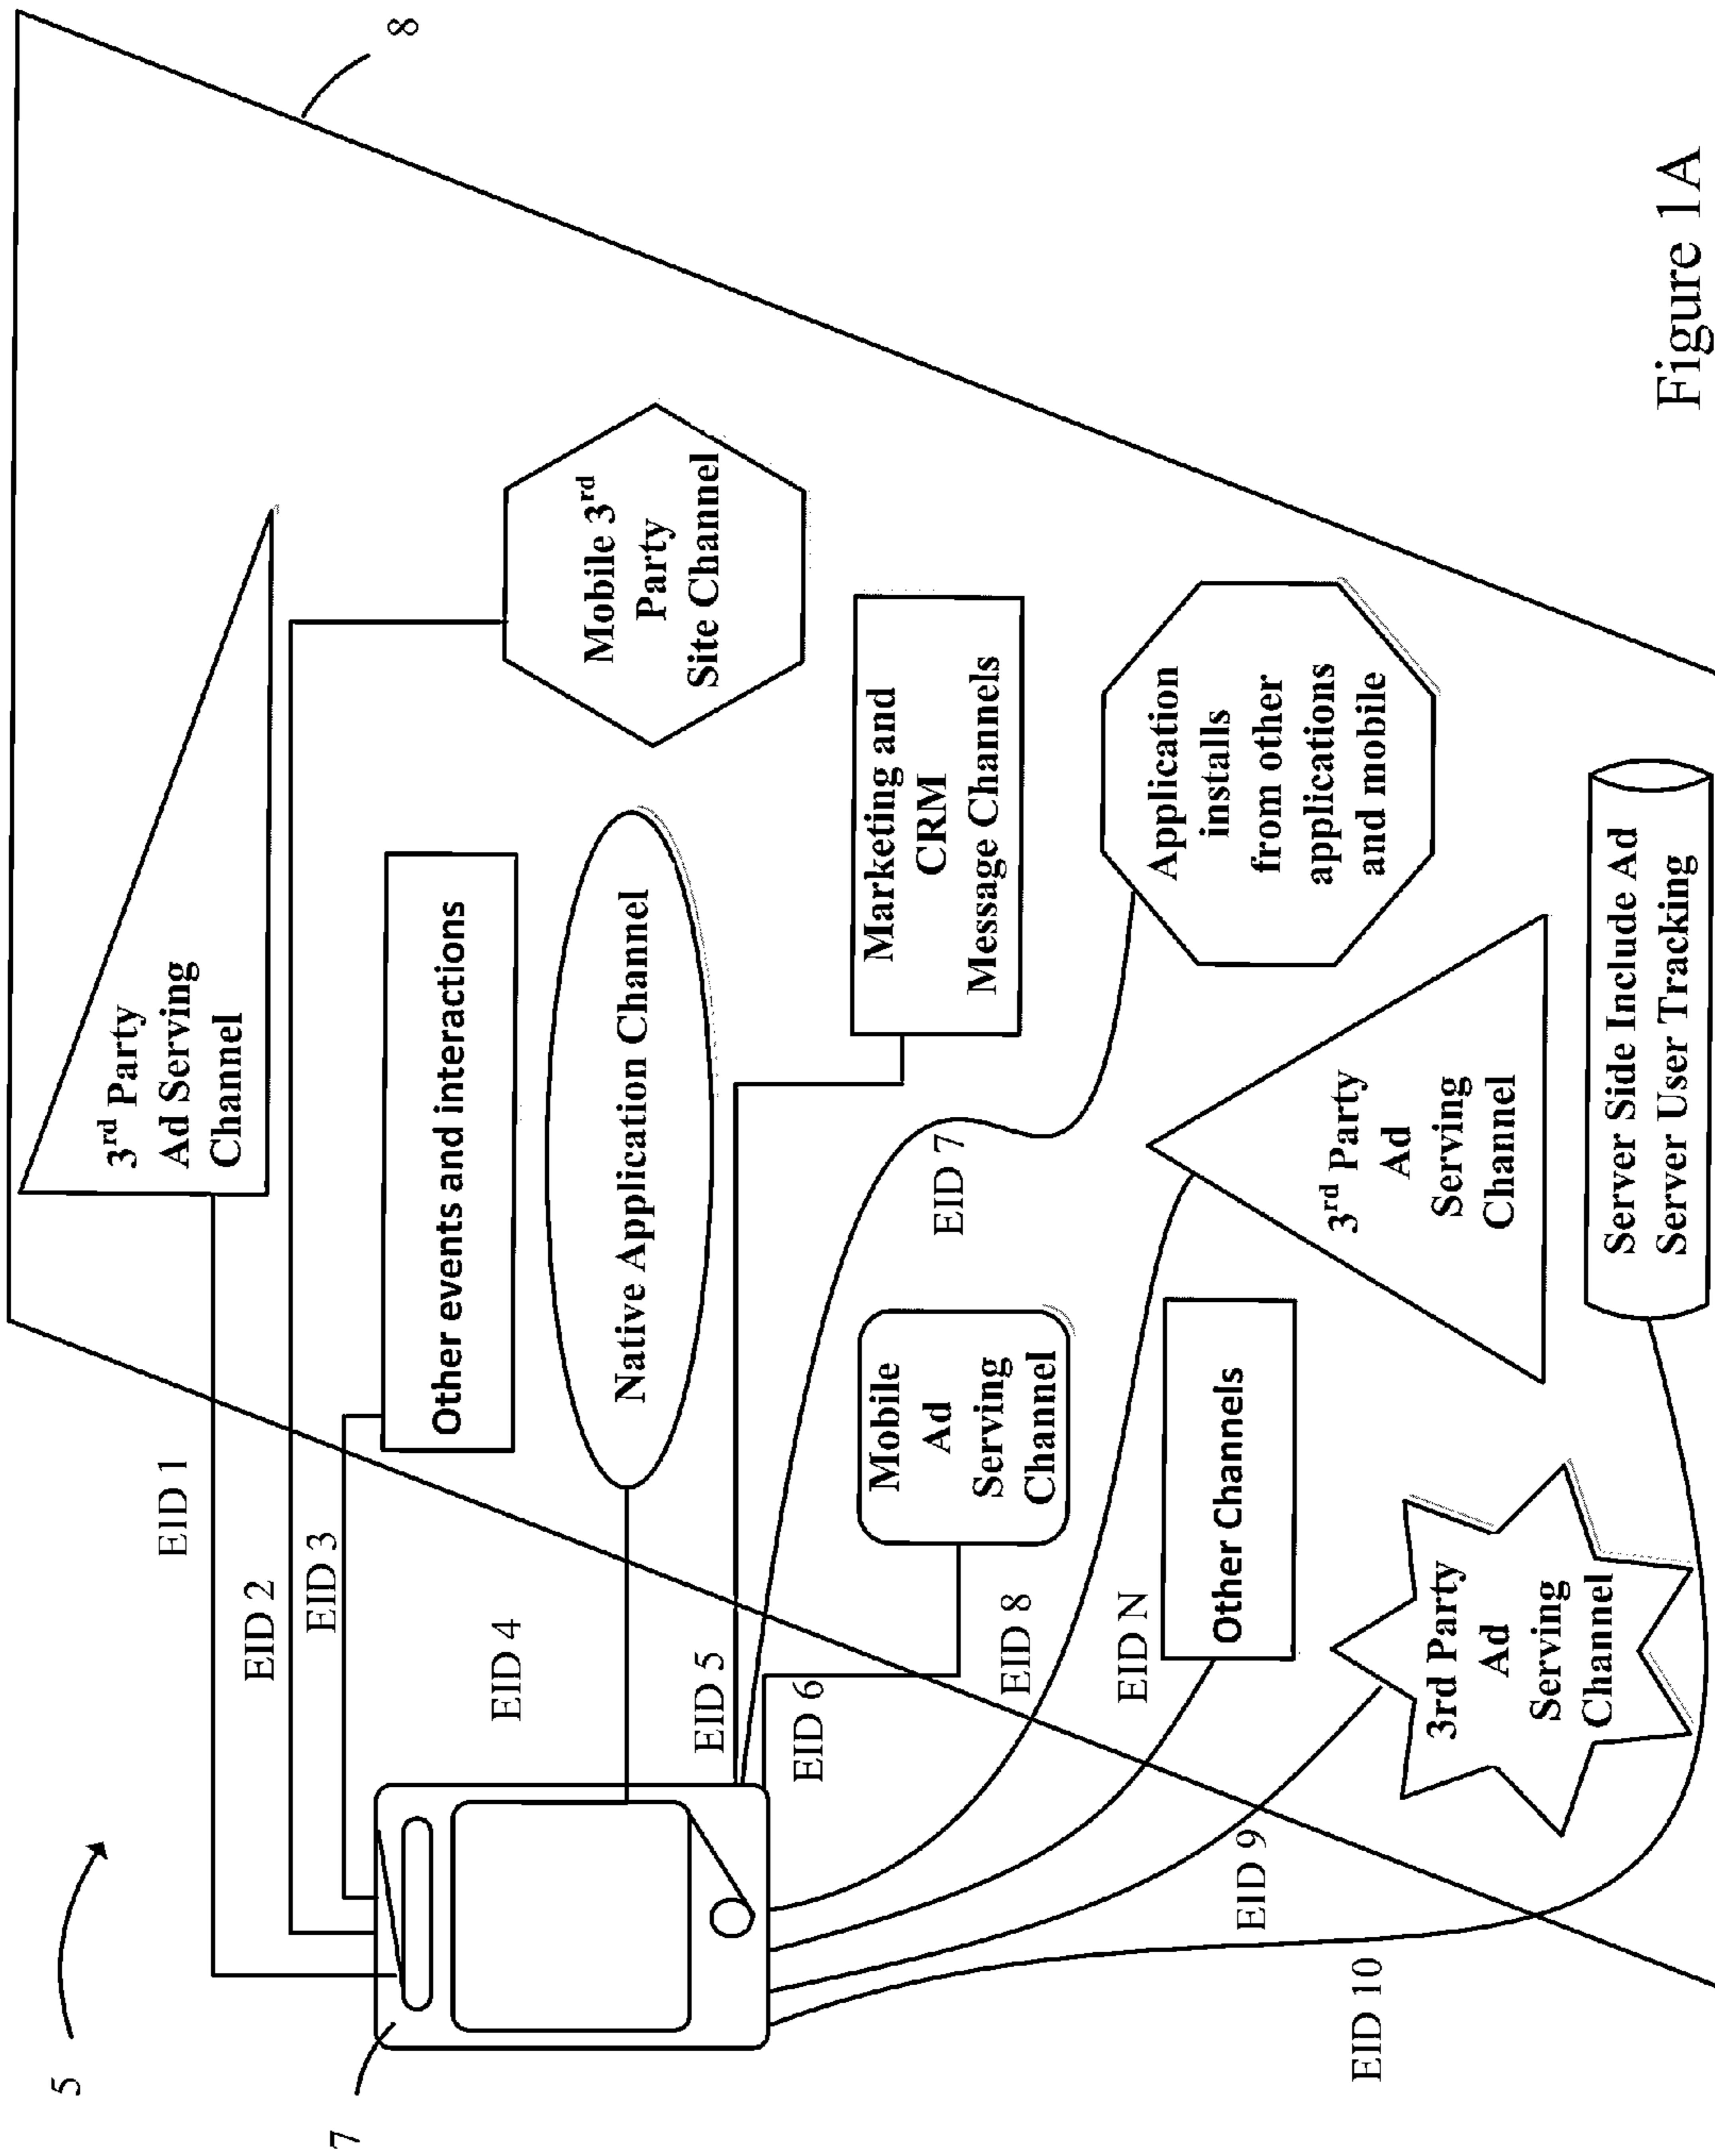 5
7
8
EID 1
EID 2
EID 3
EID 4
EID 5
EID 6
EID 7
EID 8
EID N
EID 9
EID 10
3rd Party
Ad Serving
Channel
Mobile 3rd
Party
Site Channel
Other events and interactions
Native Application Channel
Marketing and
CRM
Message Channels
Application
installs
from other
applications
and mobile
Mobile
Ad
Serving
Channel
3rd Party
Ad
Serving
Channel
Other Channels
3rd Party
Ad
Serving
Channel
Server Side Include Ad
Server User Tracking
Figure 1A